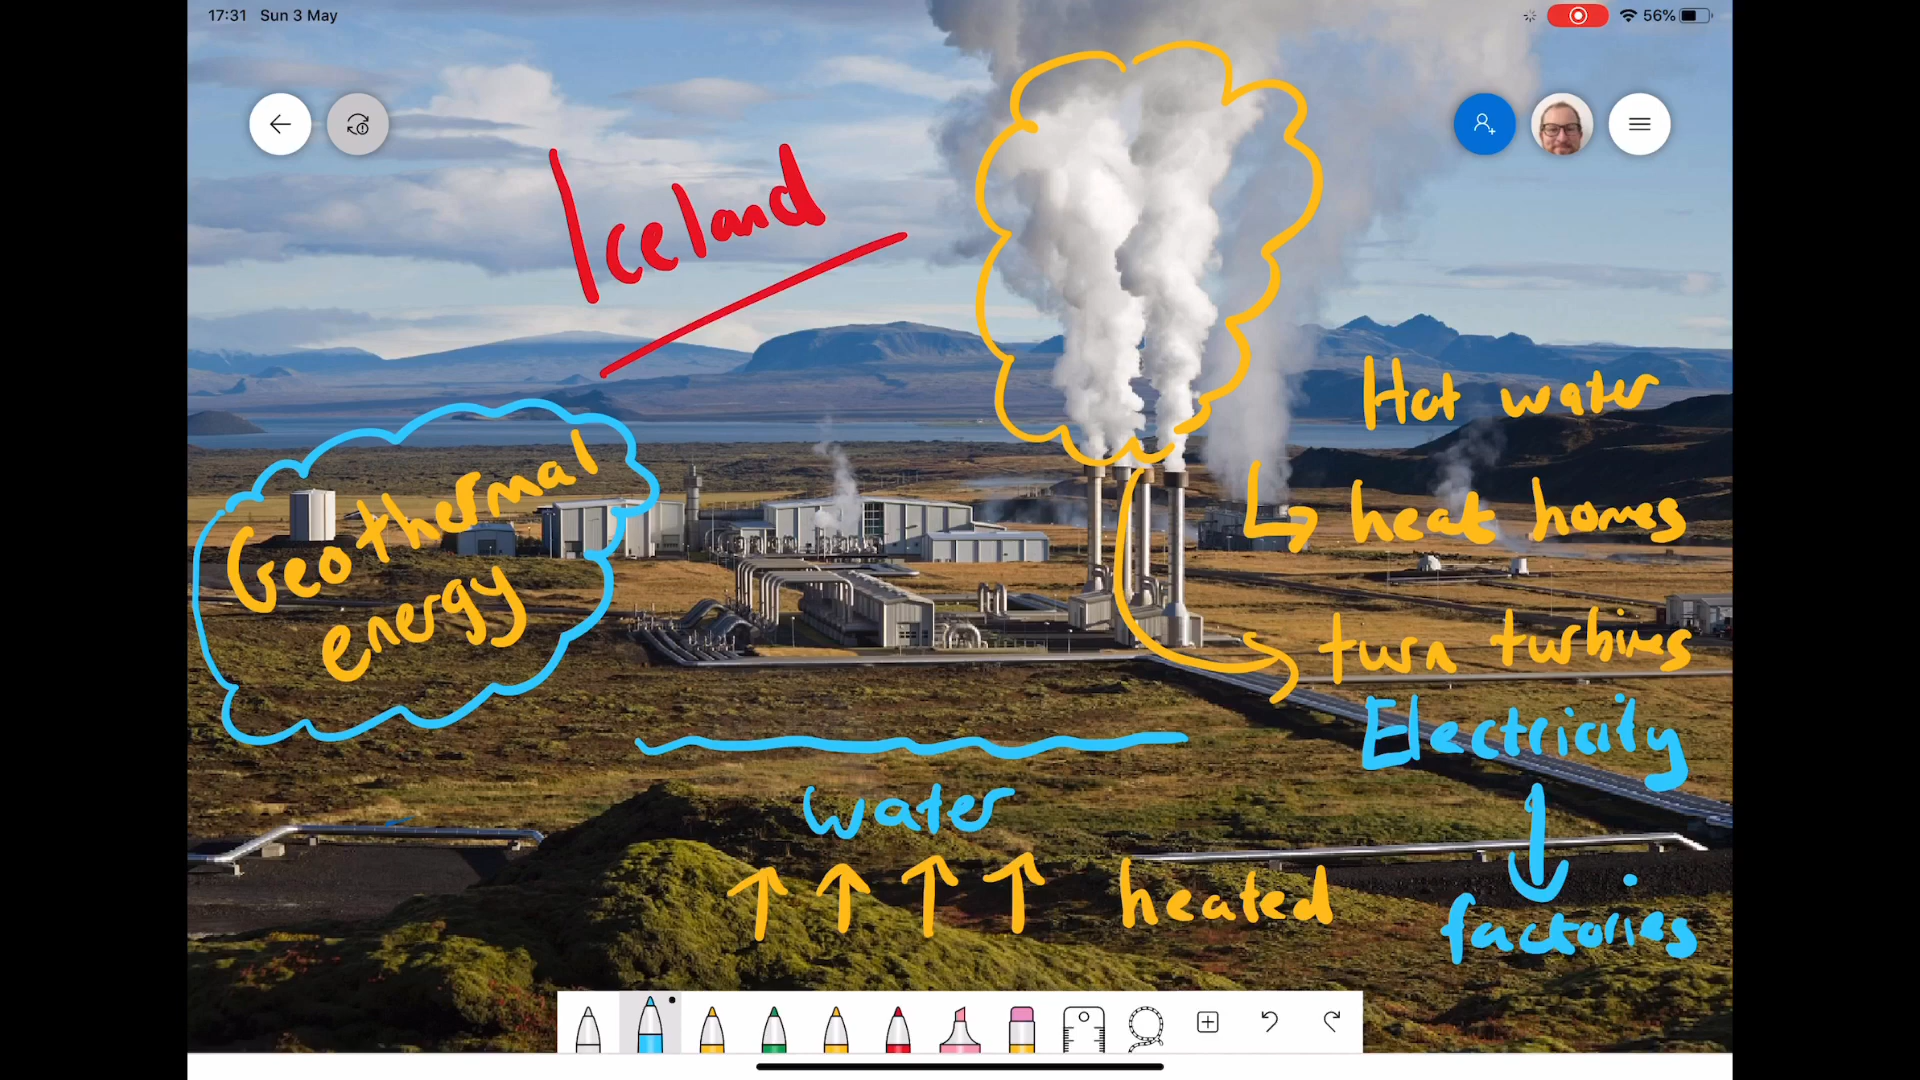 17:31 Sun 3 May
56%
Iceland
Geothermal
energy
Hot water
heat homes
turn turbines
Electricity
factories
water
heated